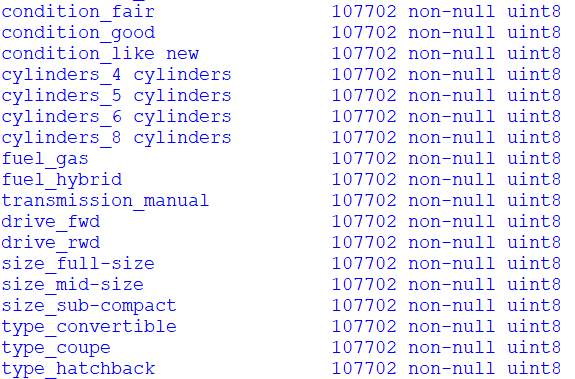 condition_fair 107702 non-null uint8
condition_good 107702 non-null uint8
condition_like new 107702 non-null uint8
cylinders_4 cylinders 107702 non-null uint8
cylinders_5 cylinders 107702 non-null uint8
cylinders_6 cylinders 107702 non-null uint8
cylinders_8 cylinders 107702 non-null uint8
fuel_gas 107702 non-null uint8
fuel_hybrid 107702 non-null uint8
transmission_manual 107702 non-null uint8
drive_fwd 107702 non-null uint8
drive_rwd 107702 non-null uint8
size_full-size 107702 non-null uint8
size_mid-size 107702 non-null uint8
size_sub-compact 107702 non-null uint8
type_convertible 107702 non-null uint8
type_coupe 107702 non-null uint8
type_hatchback 107702 non-null uint8